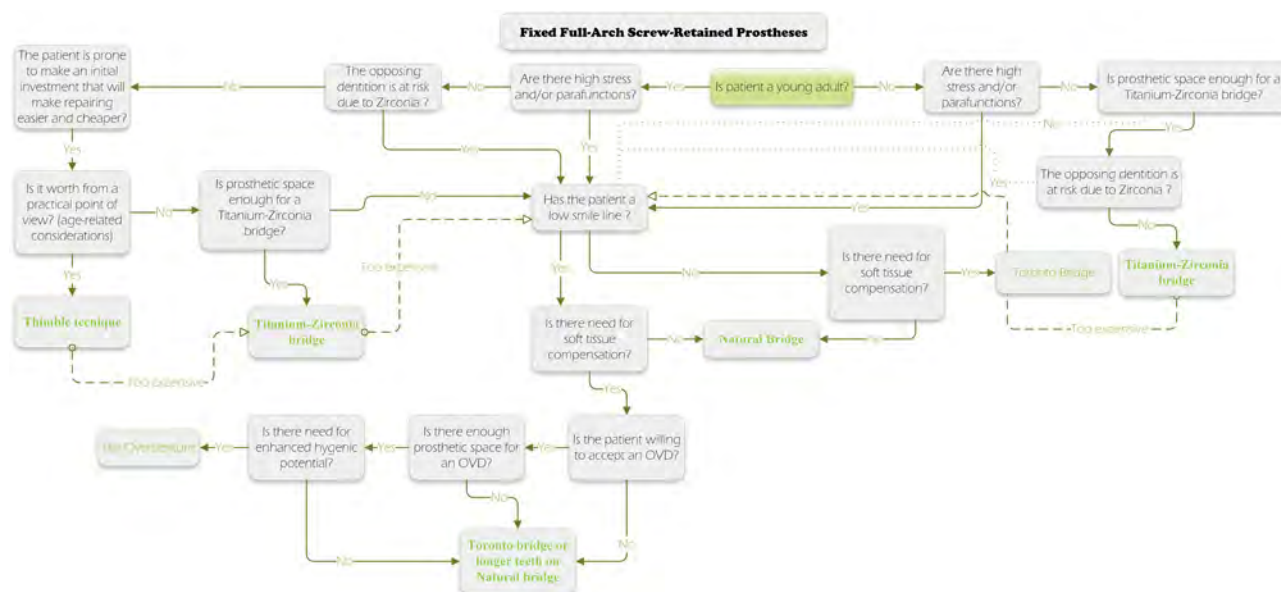 Fixed Full-Arch Screw-Retained Prostheses
The patient is prone
to make an initial
investment that will
make repairing
easier and cheaper?
No
The opposing
dentition is at risk
due to Zirconia ?
No
Are there high stress
and/or parafunctions?
Yes
Is patient a young adult?
No
Are there high
stress and/or
parafunctions?
No
Is prosthetic space enough for a
Titanium-Zirconia bridge?
Yes
Yes
Yes
Yes
No
Yes
Is it worth from a
practical point of
view? (age-related
considerations)
No
Is prosthetic space
enough for a
Titanium-Zirconia
bridge?
No
Has the patient a
low smile line ?
Yes
The opposing dentition is
at risk due to Zirconia ?
No
Yes
Yes
Too expensive
Yes
No
Is there need for
soft tissue
compensation?
Yes
Toronto Bridge
Titanium-Zirconia
bridge
Thimble tecnique
Titanium-Zirconia
bridge
Is there need for
soft tissue
compensation?
No
Natural Bridge
No
Too expensive
Too expensive
Yes
Yes
Is there need for
enhanced hygenic
potential?
Yes
Is there enough
prosthetic space for
an OVD?
Yes
Is the patient willing
to accept an OVD?
No
No
No
Toronto-bridge or
longer teeth on
Natural bridge